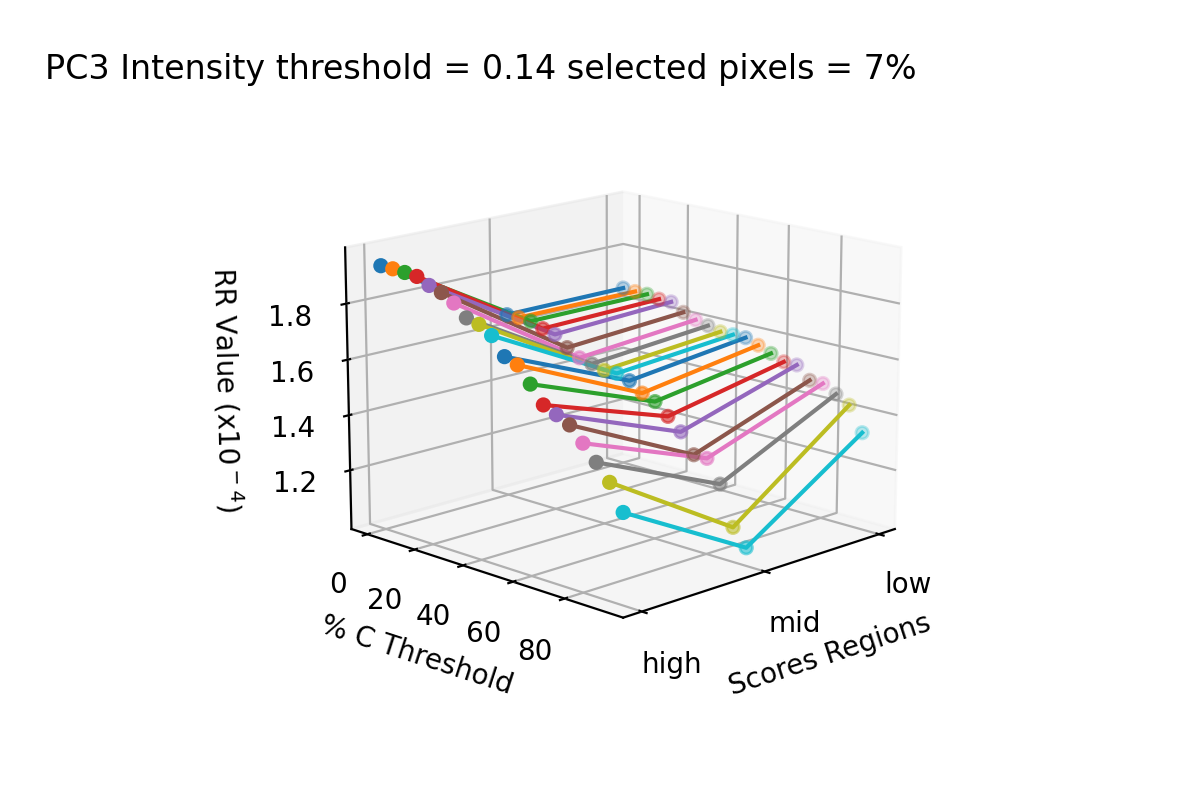 PC3 Intensity threshold = 0.14 selected pixels = 7%
RR Value (x10⁻⁴)
1.8
1.6
1.4
1.2
0
20
40
60
80
% C Threshold
high
mid
low
Scores Regions